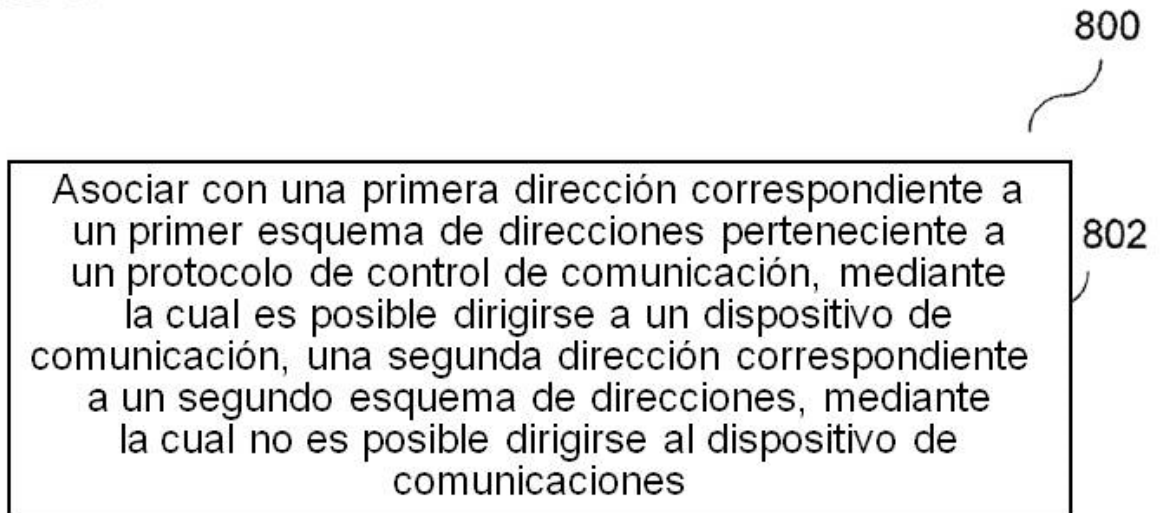 800
Asociar con una primera dirección correspondiente a
un primer esquema de direcciones perteneciente a
un protocolo de control de comunicación, mediante
802
la cual es posible dirigirse a un dispositivo de
comunicación, una segunda dirección correspondiente
a un segundo esquema de direcciones, mediante
la cual no es posible dirigirse al dispositivo de
comunicaciones